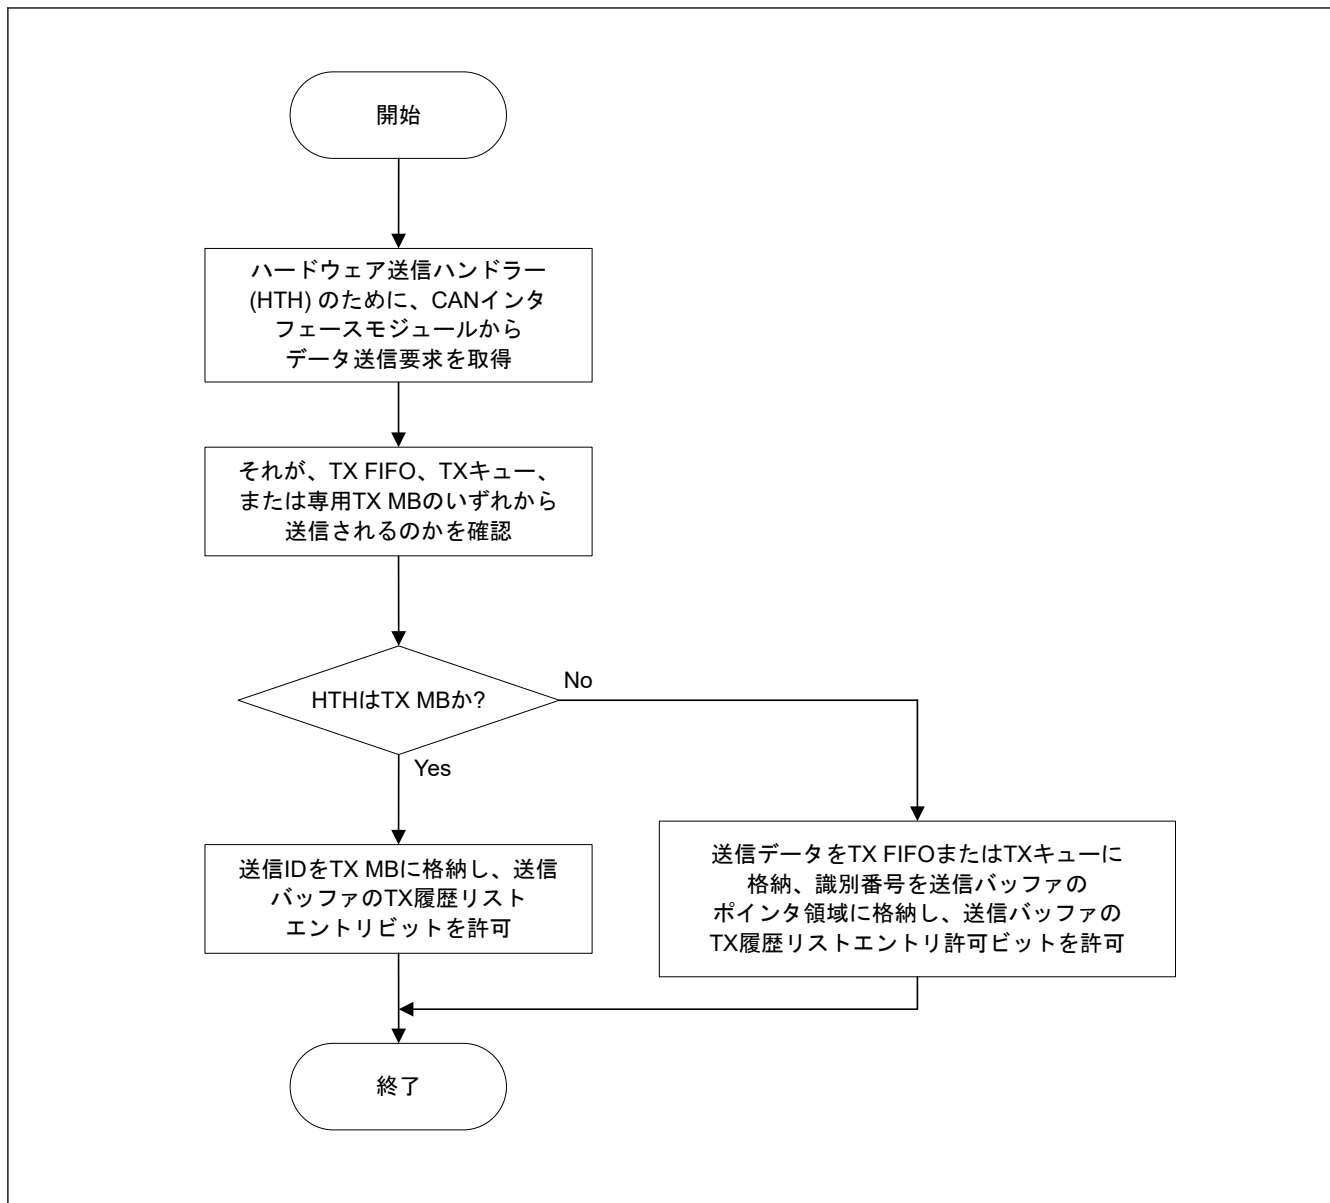 開始
ハードウェア送信ハンドラー
(HTH) のために、CANインタ
フェースモジュールから
データ送信要求を取得
それが、TX FIFO、TXキュー、
または専用TX MBのいずれから
送信されるのかを確認
HTHはTX MBか?
No
Yes
送信IDをTX MBに格納し、送信
バッファのTX履歴リスト
エントリビットを許可
送信データをTX FIFOまたはTXキューに
格納、識別番号を送信バッファの
ポインタ領域に格納し、送信バッファの
TX履歴リストエントリ許可ビットを許可
終了